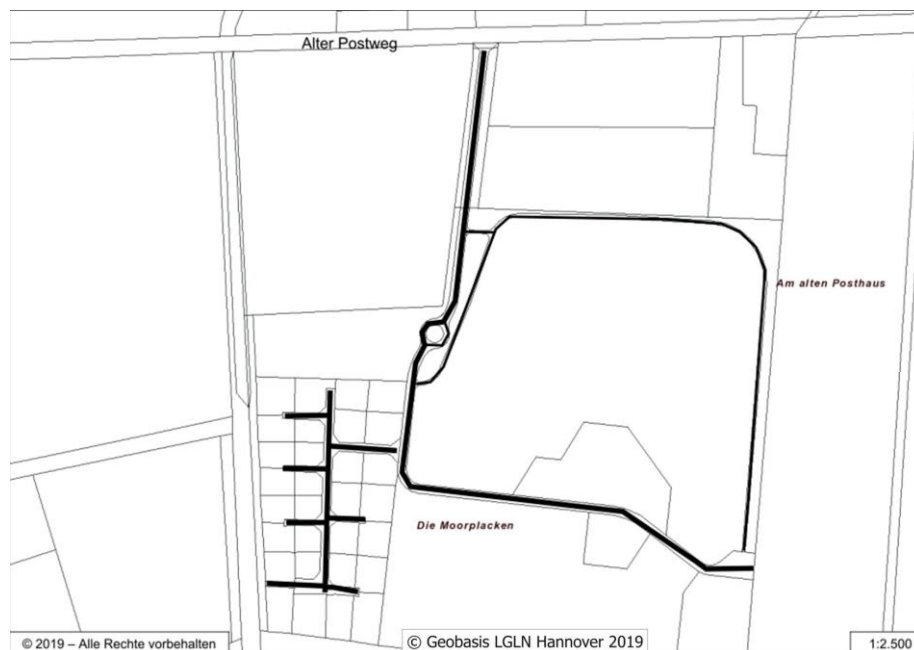 Alter Postweg
Am alten Posthaus
Die Moorplacken
© 2019 – Alle Rechte vorbehalten
© Geobasis LGLN Hannover 2019
1:2.500